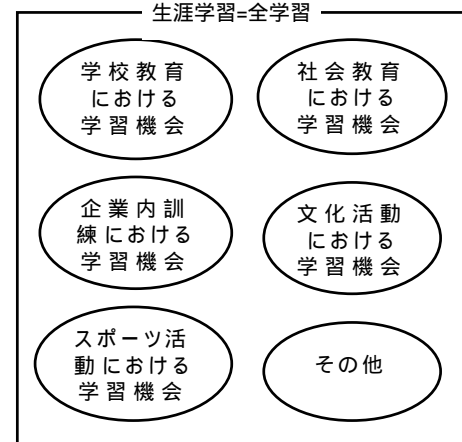 生涯学習=全学習
学校教育
における
学習機会
社会教育
における
学習機会
企業内訓
練における
学習機会
文化活動
における
学習機会
スポーツ活
動における
学習機会
その他